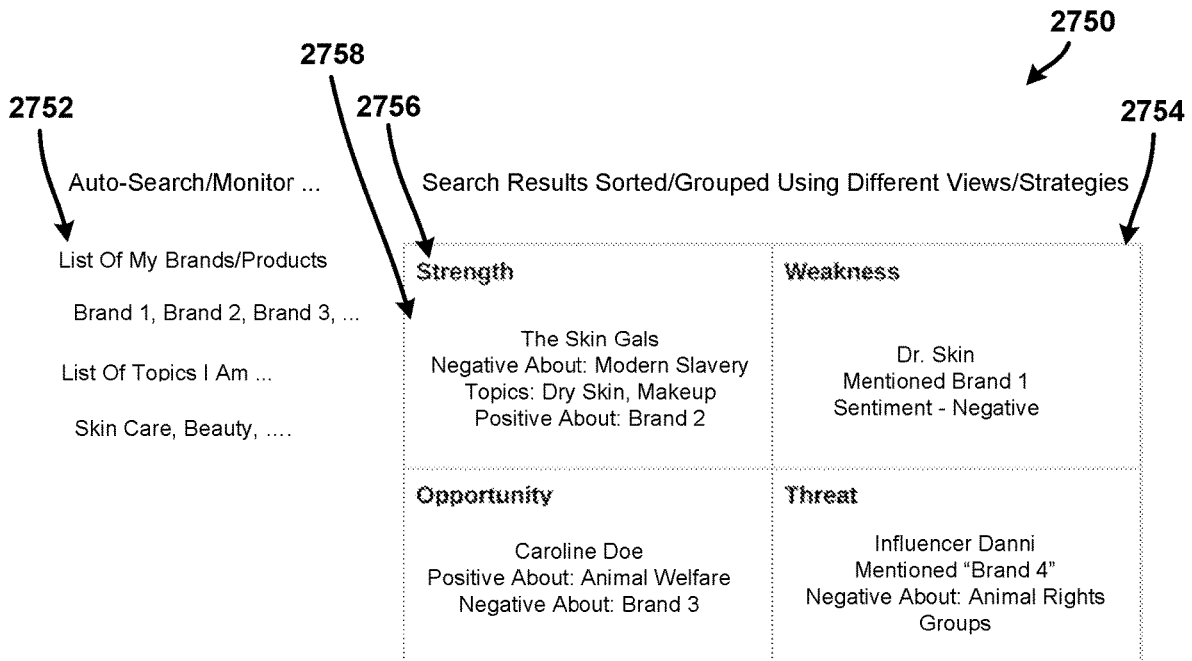 2750
2758
2752
2756
2754
Auto-Search/Monitor ...
Search Results Sorted/Grouped Using Different Views/Strategies
List Of My Brands/Products
Brand 1, Brand 2, Brand 3, ...
List Of Topics I Am ...
Skin Care, Beauty, ....
Strength
The Skin Gals
Negative About: Modern Slavery
Topics: Dry Skin, Makeup
Positive About: Brand 2
Weakness
Dr. Skin
Mentioned Brand 1
Sentiment - Negative
Opportunity
Caroline Doe
Positive About: Animal Welfare
Negative About: Brand 3
Threat
Influencer Danni
Mentioned “Brand 4”
Negative About: Animal Rights
Groups